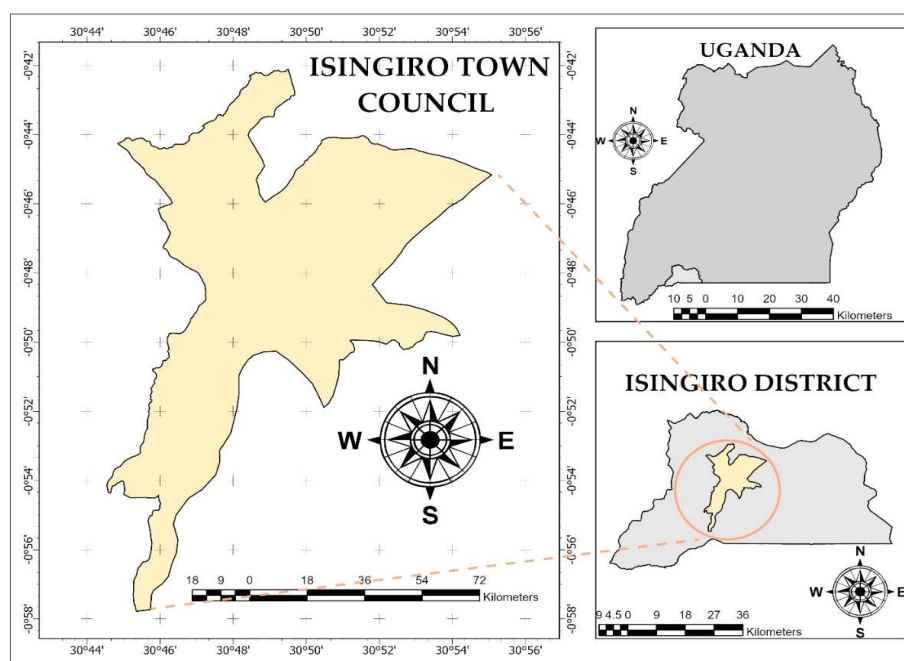 30°44' 30°46' 30°48' 30°50' 30°52' 30°54' 30°56'
ISINGIRO TOWN
COUNCIL
-0°42'
-0°44'
-0°46'
-0°48'
-0°50'
-0°52'
-0°54'
-0°56'
-0°58'
-0°42'
-0°44'
-0°46'
-0°48'
-0°50'
-0°52'
-0°54'
-0°56'
-0°58'
N
W E
S
18 9 0 18 36 54 72
Kilometers
30°44' 30°46' 30°48' 30°50' 30°52' 30°54' 30°56'
UGANDA
N
W E
S
10 5 0 10 20 30 40
Kilometers
ISINGIRO DISTRICT
N
W E
S
9 4.5 0 9 18 27 36
Kilometers